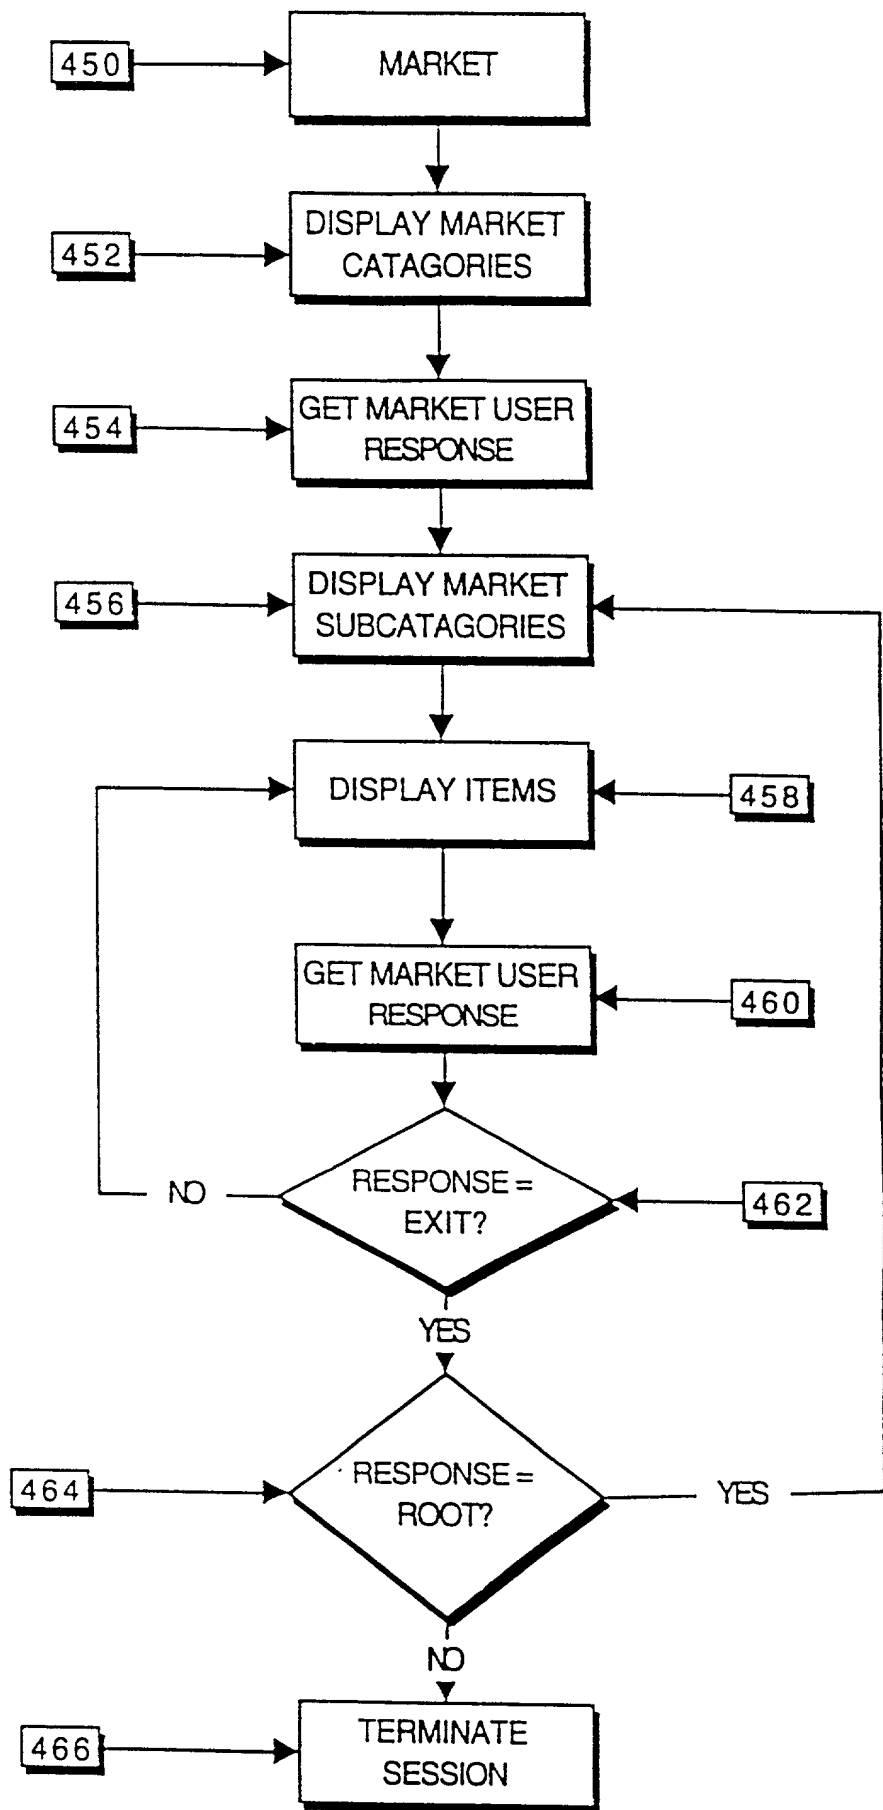 450
MARKET
452
DISPLAY MARKET
CATAGORIES
454
GET MARKET USER
RESPONSE
456
DISPLAY MARKET
SUBCATAGORIES
DISPLAY ITEMS
458
GET MARKET USER
RESPONSE
460
NO
RESPONSE =
EXIT?
462
YES
464
RESPONSE =
ROOT?
YES
NO
466
TERMINATE
SESSION